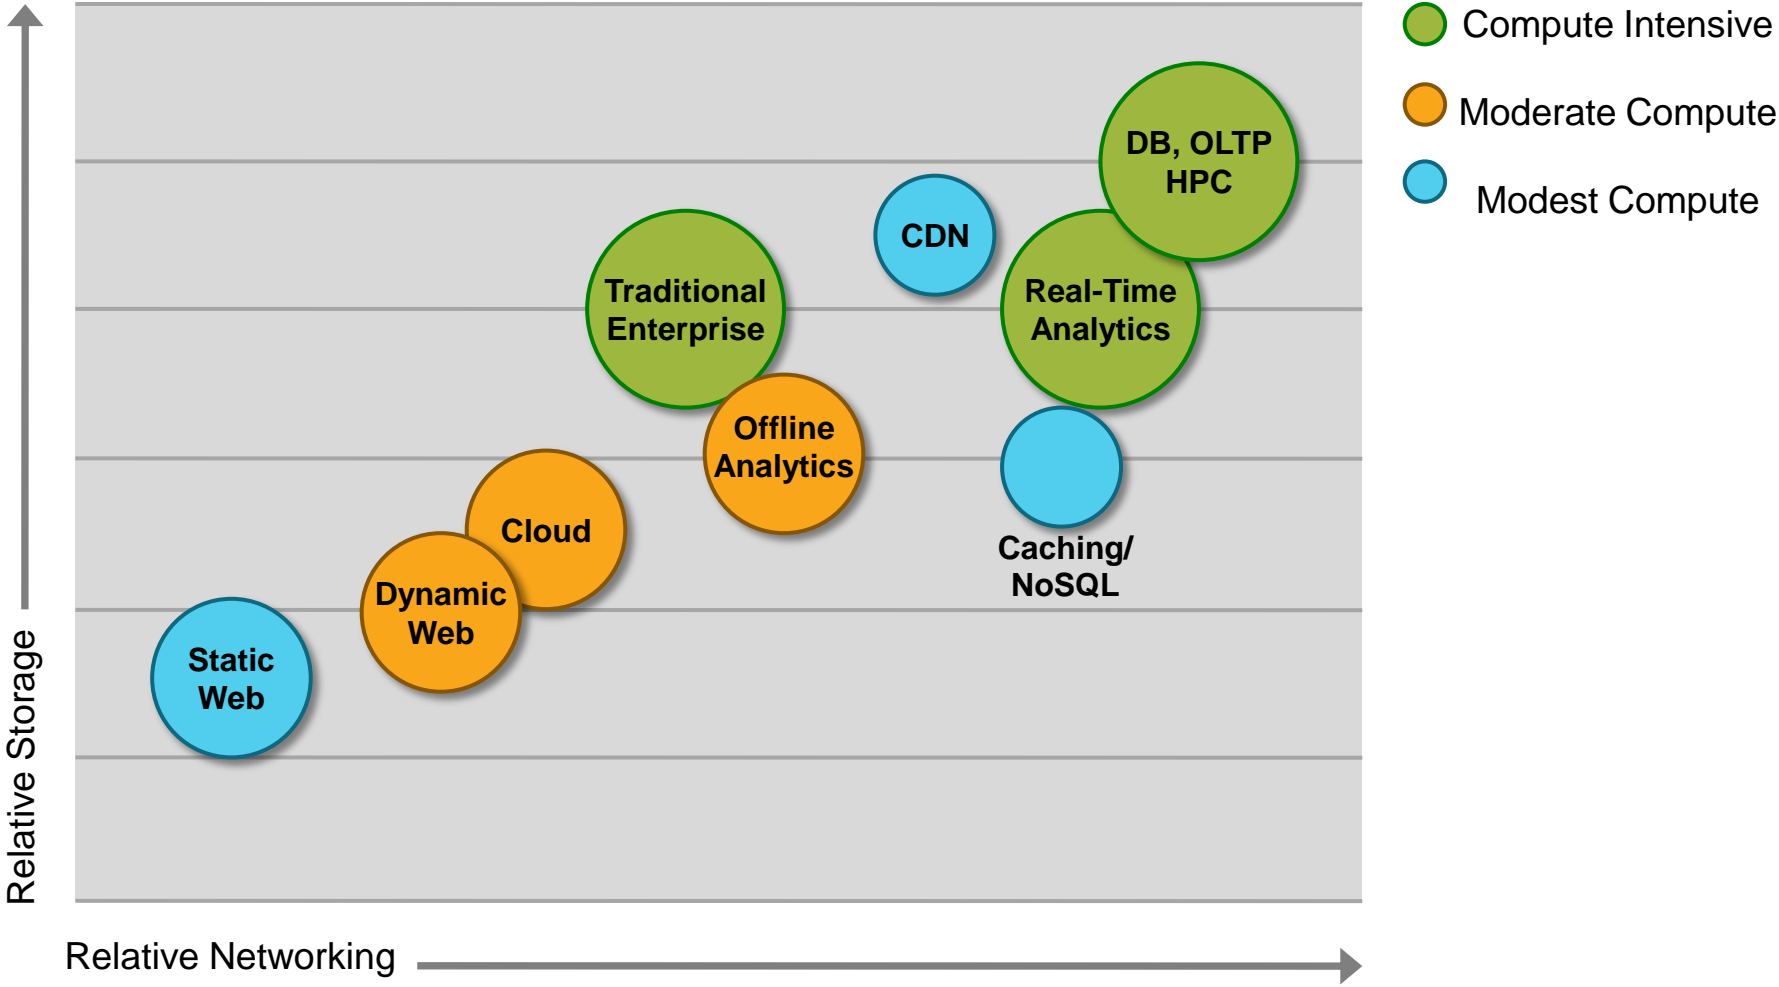 Compute Intensive
Moderate Compute
Modest Compute
DB, OLTP
HPC
CDN
Traditional
Enterprise
Real-Time
Analytics
Offline
Analytics
Cloud
Caching/
NoSQL
Dynamic
Web
Static
Web
Relative Storage
Relative Networking